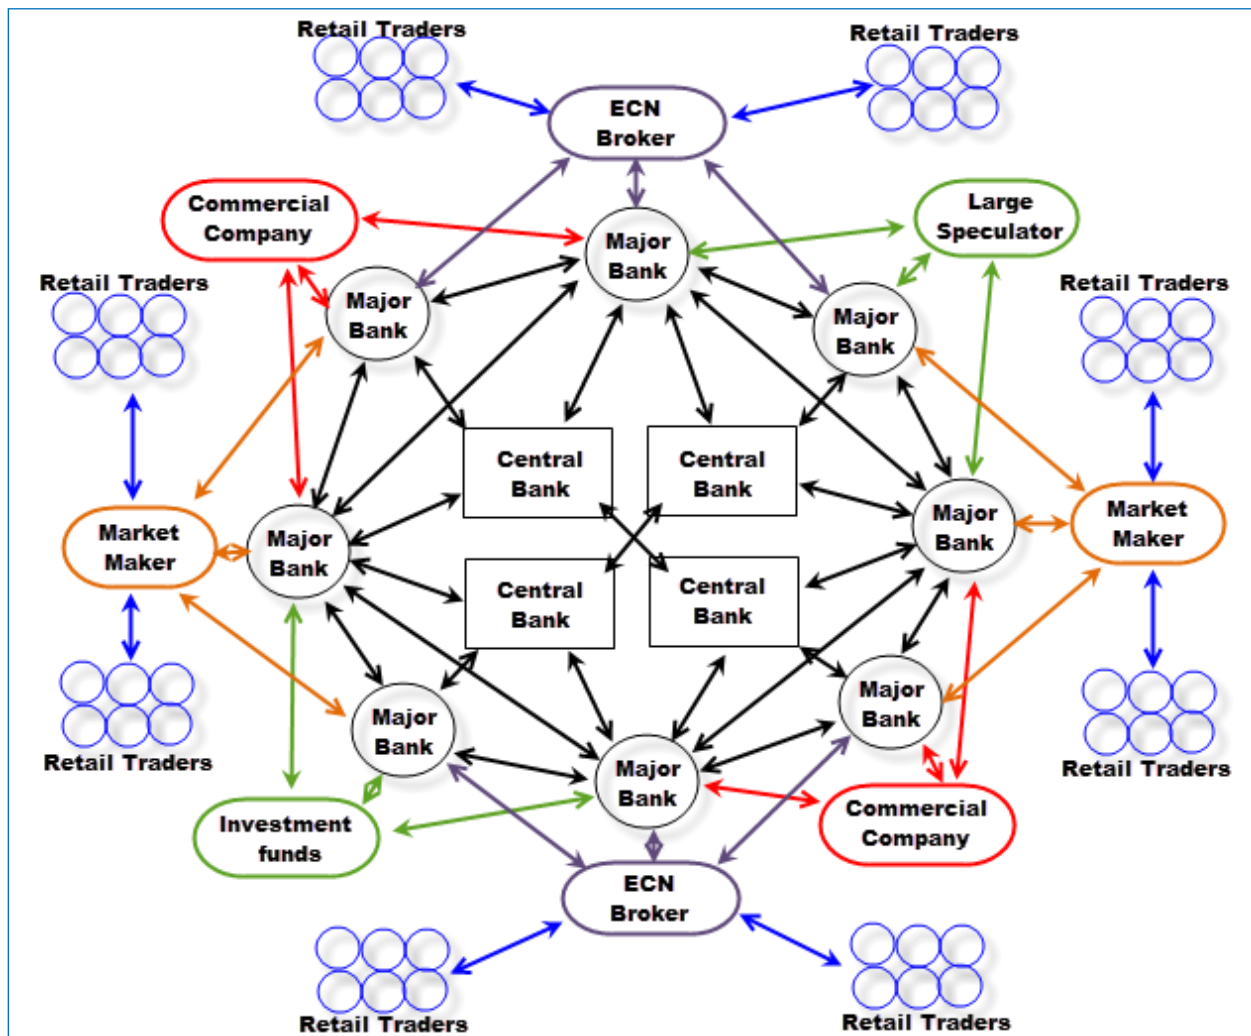 Retail Traders
Retail Traders
ECN
Broker
Commercial
Company
Large
Speculator
Major
Bank
Retail Traders
Retail Traders
Major
Bank
Major
Bank
Central
Bank
Central
Bank
Market
Maker
Major
Bank
Major
Bank
Market
Maker
Central
Bank
Central
Bank
Major
Bank
Major
Bank
Retail Traders
Retail Traders
Major
Bank
Investment
funds
Commercial
Company
ECN
Broker
Retail Traders
Retail Traders